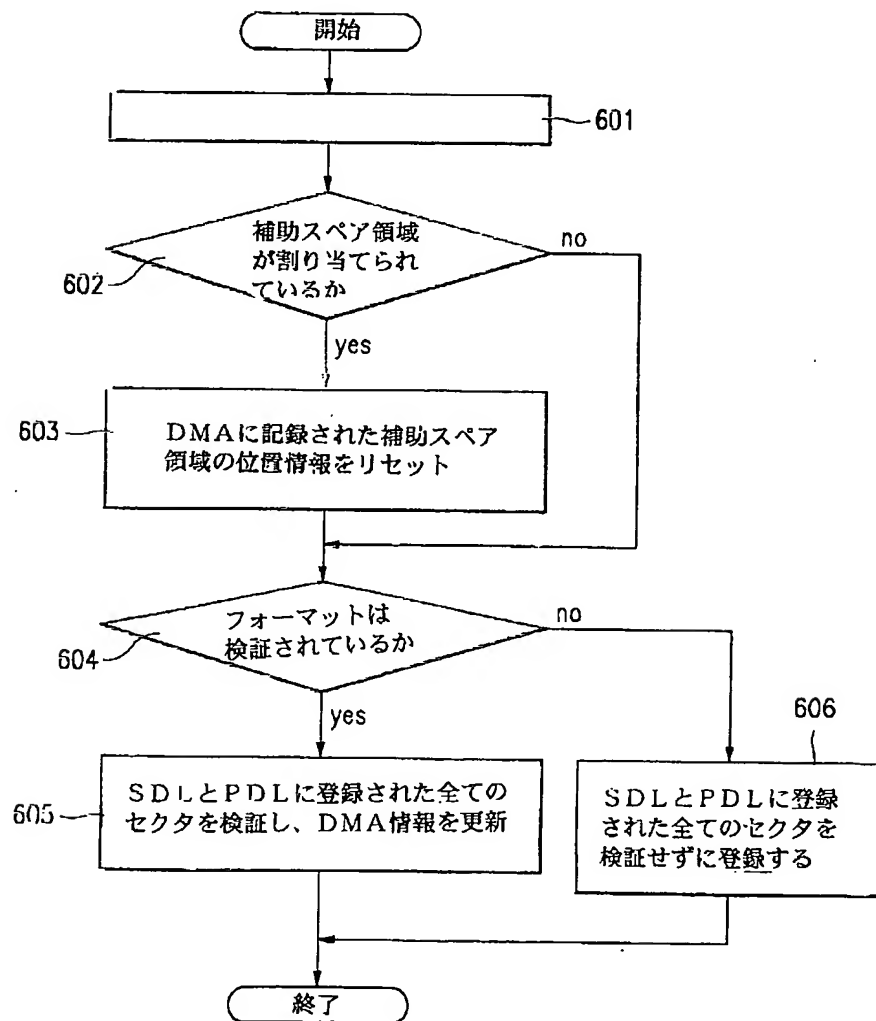 開始
601
補助スペア領域
が割り当てられ
ているか
no
602
yes
603
DMAに記録された補助スペア
領域の位置情報をリセット
フォーマットは
検証されているか
no
604
yes
606
SDLとPDLに登録された全ての
セクタを検証し、DMA情報を更新
605
SDLとPDLに登録
された全てのセクタを
検証せずに登録する
終了